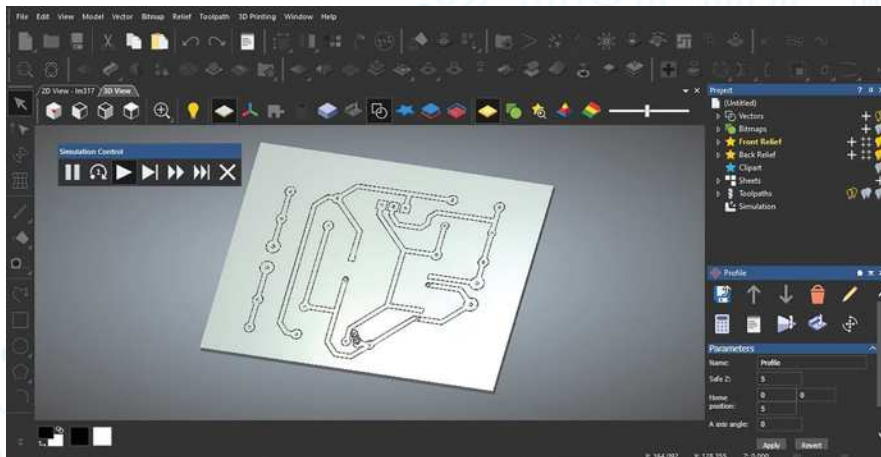 File Edit View Model Vector Bitmap Relief Toolpath 3D Printing Window Help
2D View - lm317 3D View
Simulation Control
Project
(Untitled)
Vectors
Bitmaps
Front Relief
Back Relief
Clipart
Sheets
Toolpaths
Simulation
Profile
Parameters
Name: Profile
Safe Z: 5
Home position: 0 0
5
A axis angle: 0
Apply Revert